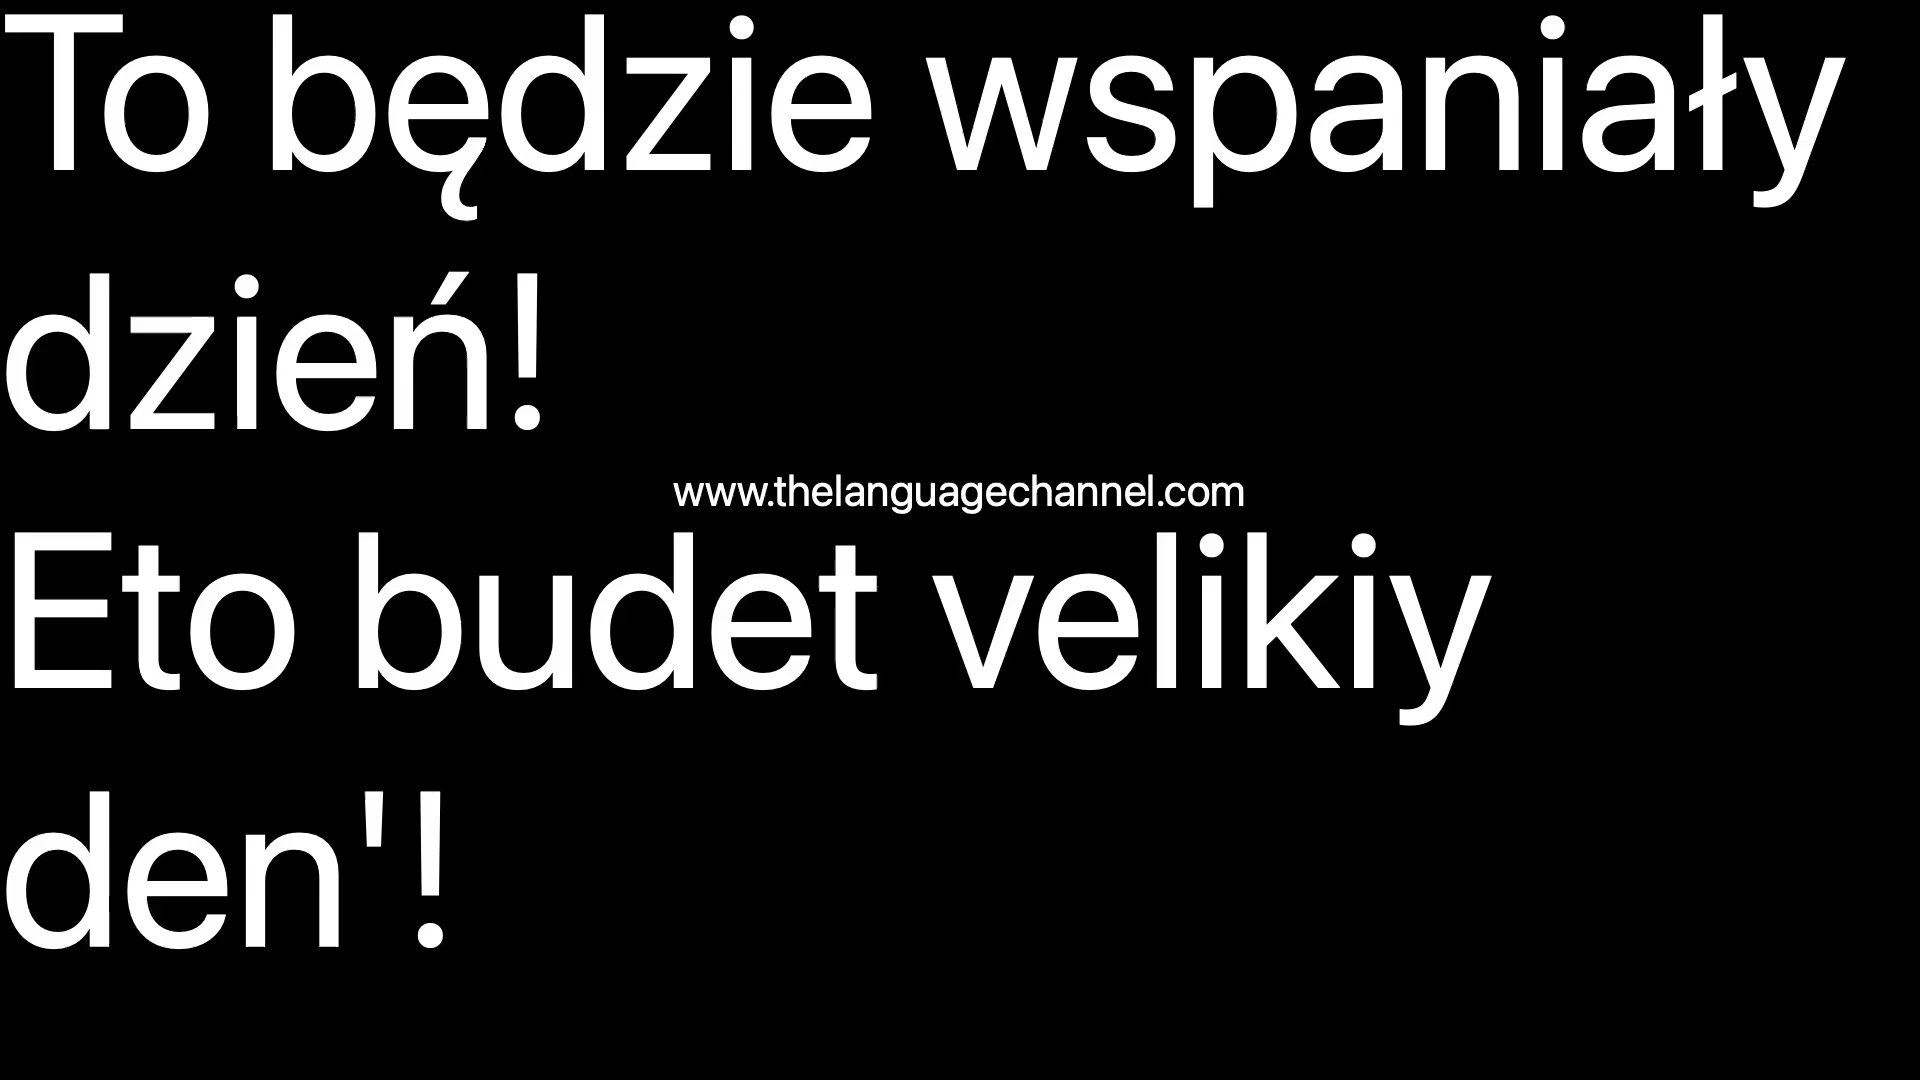 To będzie wspaniały
dzień!
www.thelanguagechannel.com
Eto budet velikiy
den'!